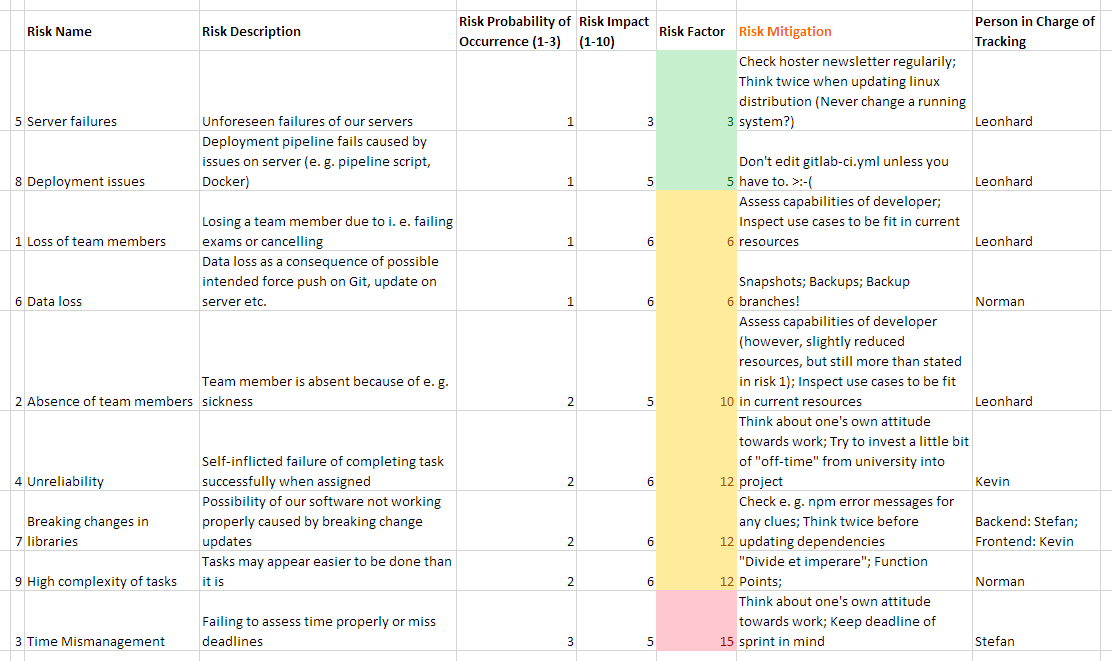 Risk Name
Risk Description
Risk Probability of
Occurrence (1-3)
Risk Impact
(1-10)
Risk Factor
Risk Mitigation
Person in Charge of
Tracking
5 Server failures
Unforeseen failures of our servers
1
3
3
Check hoster newsletter regularily;
Think twice when updating linux
distribution (Never change a running
system?)
Leonhard
8 Deployment issues
Deployment pipeline fails caused by
issues on server (e. g. pipeline script,
Docker)
1
5
5
Don't edit gitlab-ci.yml unless you
have to. >:-(
Leonhard
1 Loss of team members
Losing a team member due to i. e. failing
exams or cancelling
1
6
6
Assess capabilities of developer;
Inspect use cases to be fit in current
resources
Leonhard
6 Data loss
Data loss as a consequence of possible
intended force push on Git, update on
server etc.
1
6
6
Snapshots; Backups; Backup
branches!
Norman
2 Absence of team members
Team member is absent because of e. g.
sickness
2
5
10
Assess capabilities of developer
(however, slightly reduced
resources, but still more than stated
in risk 1); Inspect use cases to be fit
in current resources
Leonhard
4 Unreliability
Self-inflicted failure of completing task
successfully when assigned
2
6
12
Think about one's own attitude
towards work; Try to invest a little bit
of "off-time" from university into
project
Kevin
7 Breaking changes in
libraries
Possibility of our software not working
properly caused by breaking change
updates
2
6
12
Check e. g. npm error messages for
any clues; Think twice before
updating dependencies
Backend: Stefan;
Frontend: Kevin
9 High complexity of tasks
Tasks may appear easier to be done than
it is
2
6
12
"Divide et imperare"; Function
Points;
Norman
3 Time Mismanagement
Failing to assess time properly or miss
deadlines
3
5
15
Think about one's own attitude
towards work; Keep deadline of
sprint in mind
Stefan